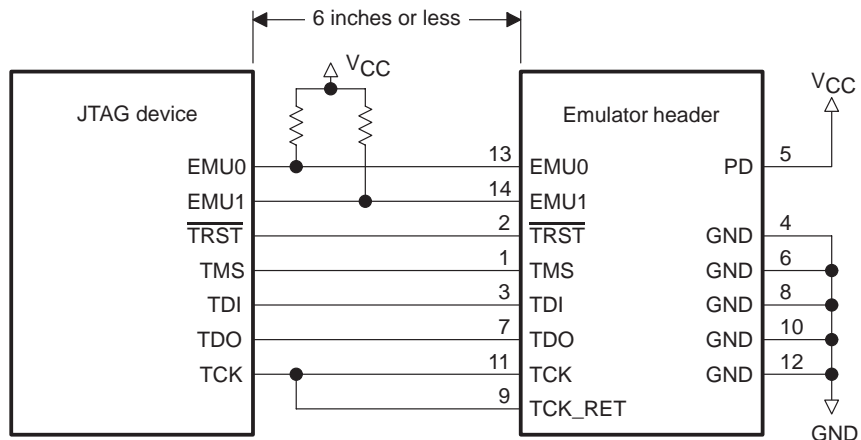 6 inches or less
VCC
VCC
JTAG device
Emulator header
EMU0 13 EMU0 PD 5
EMU1 14 EMU1
TRST 2 TRST GND 4
TMS 1 TMS GND 6
TDI 3 TDI GND 8
TDO 7 TDO GND 10
TCK 11 TCK GND 12
9 TCK_RET
GND